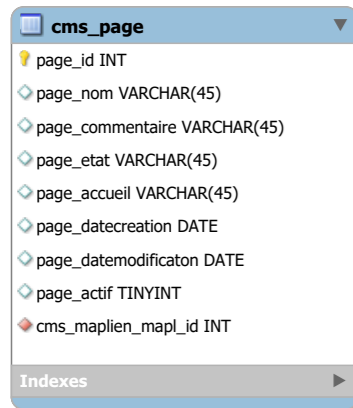 cms_page
page_id INT
page_nom VARCHAR(45)
page_commentaire VARCHAR(45)
page_etat VARCHAR(45)
page_accueil VARCHAR(45)
page_datecreation DATE
page_datemodificaton DATE
page_actif TINYINT
cms_maplien_mapl_id INT
Indexes